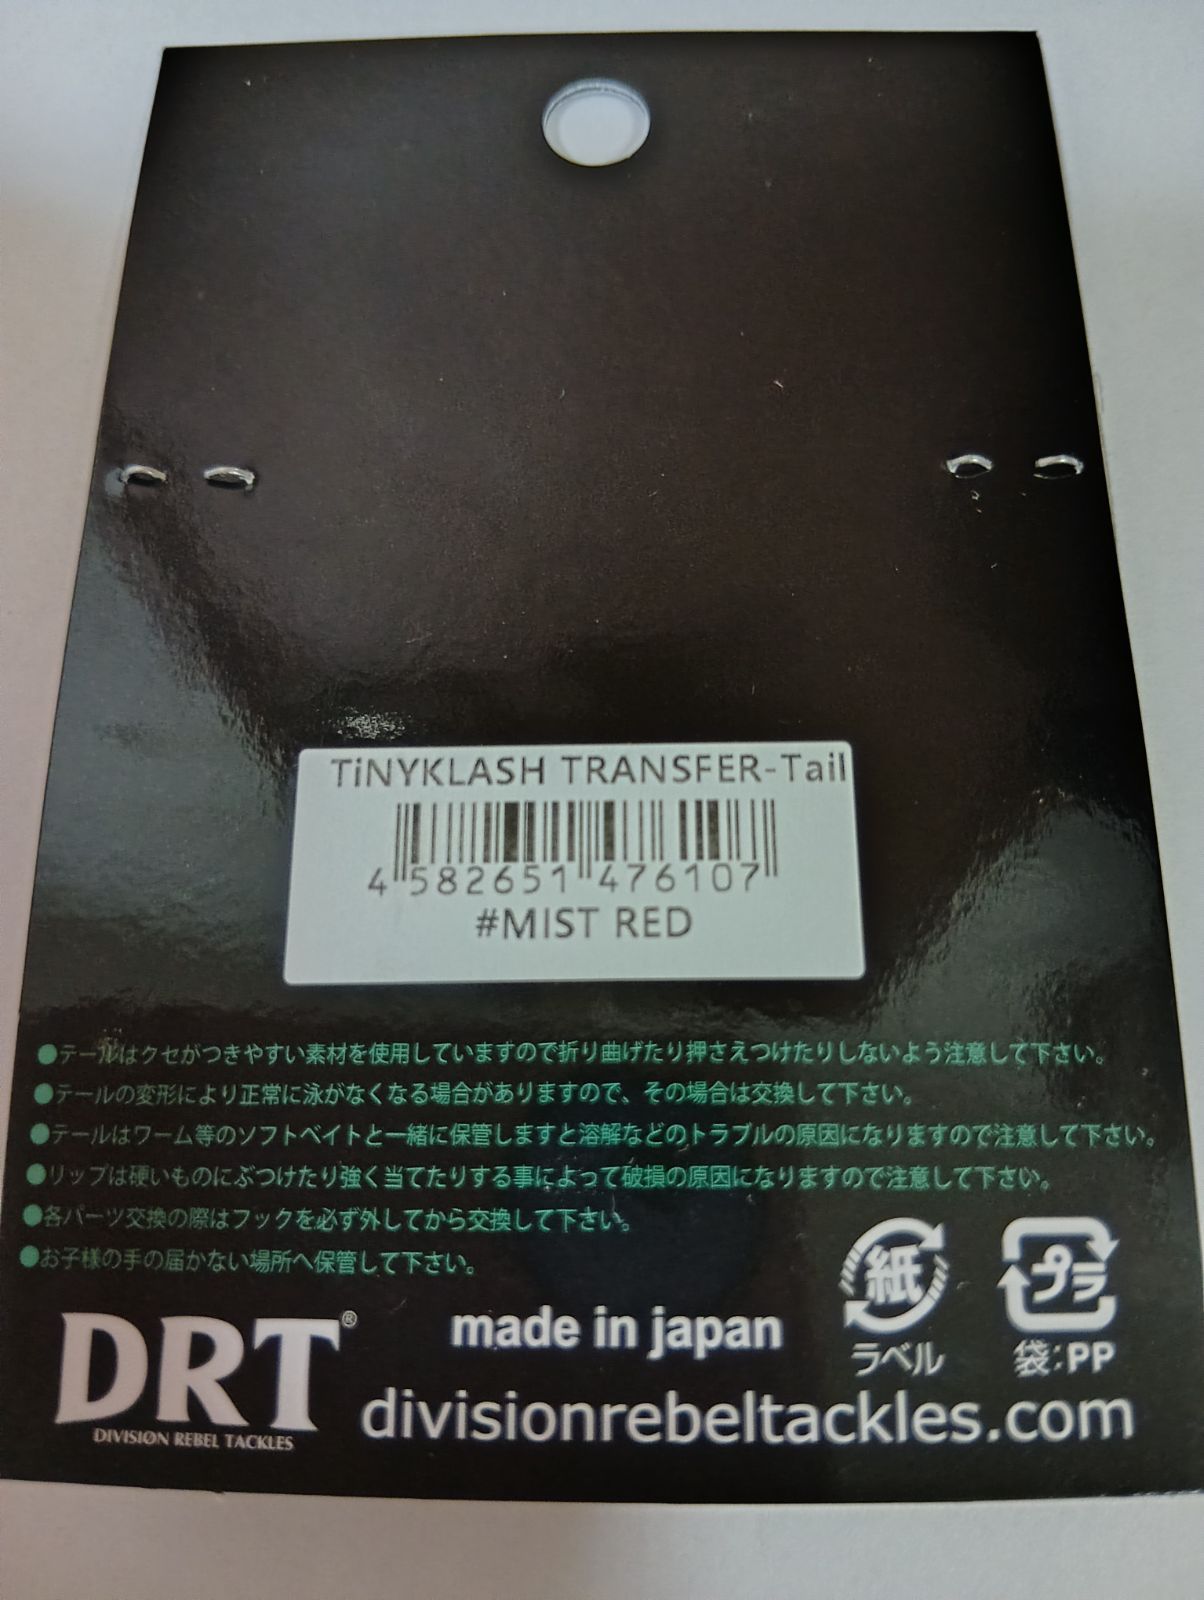 TiNYKLASH TRANSFER-Tail
4 582651 476107
#MIST RED
●テールはクセがつきやすい素材を使用していますので折り曲げたり押さえつけたりしないよう注意して下さい。
●テールの変形により正常に泳がなくなる場合がありますので、その場合は交換して下さい。
●テールはワーム等のソフトベイトと一緒に保管しますと溶解などのトラブルの原因になりますので注意して下さい。
●リップは硬いものにぶつけたり強く当てたりする事によって破損の原因になりますので注意して下さい。
●各パーツ交換の際はフックを必ず外してから交換して下さい。
●お子様の手の届かない場所へ保管して下さい。
紙
プラ
ラベル
袋:PP
DRT®
DIVISION REBEL TACKLES
made in japan
divisionrebeltackles.com